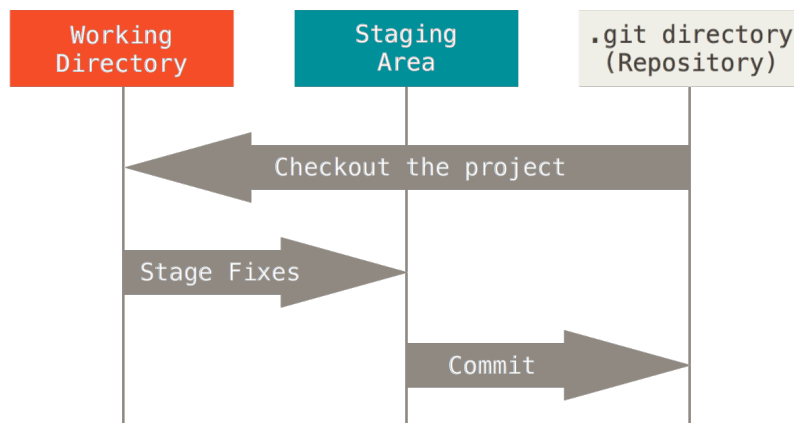 Working
Directory
Staging
Area
.git directory
(Repository)
Checkout the project
Stage Fixes
Commit